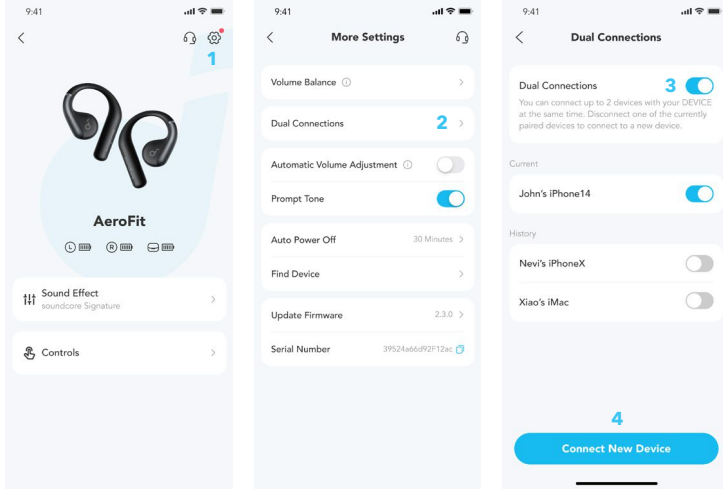 9:41
1
AeroFit
L
R
Sound Effect
soundcore Signature
Controls
9:41
More Settings
Volume Balance
Dual Connections
2
Automatic Volume Adjustment
Prompt Tone
Auto Power Off
30 Minutes
Find Device
Update Firmware
2.3.0
Serial Number
39524a66d92F12ac
9:41
Dual Connections
Dual Connections
3
You can connect up to 2 devices with your DEVICE
at the same time. Disconnect one of the currently
paired devices to connect to a new device.
Current
John's iPhone14
History
Nevi's iPhoneX
Xiao's iMac
4
Connect New Device